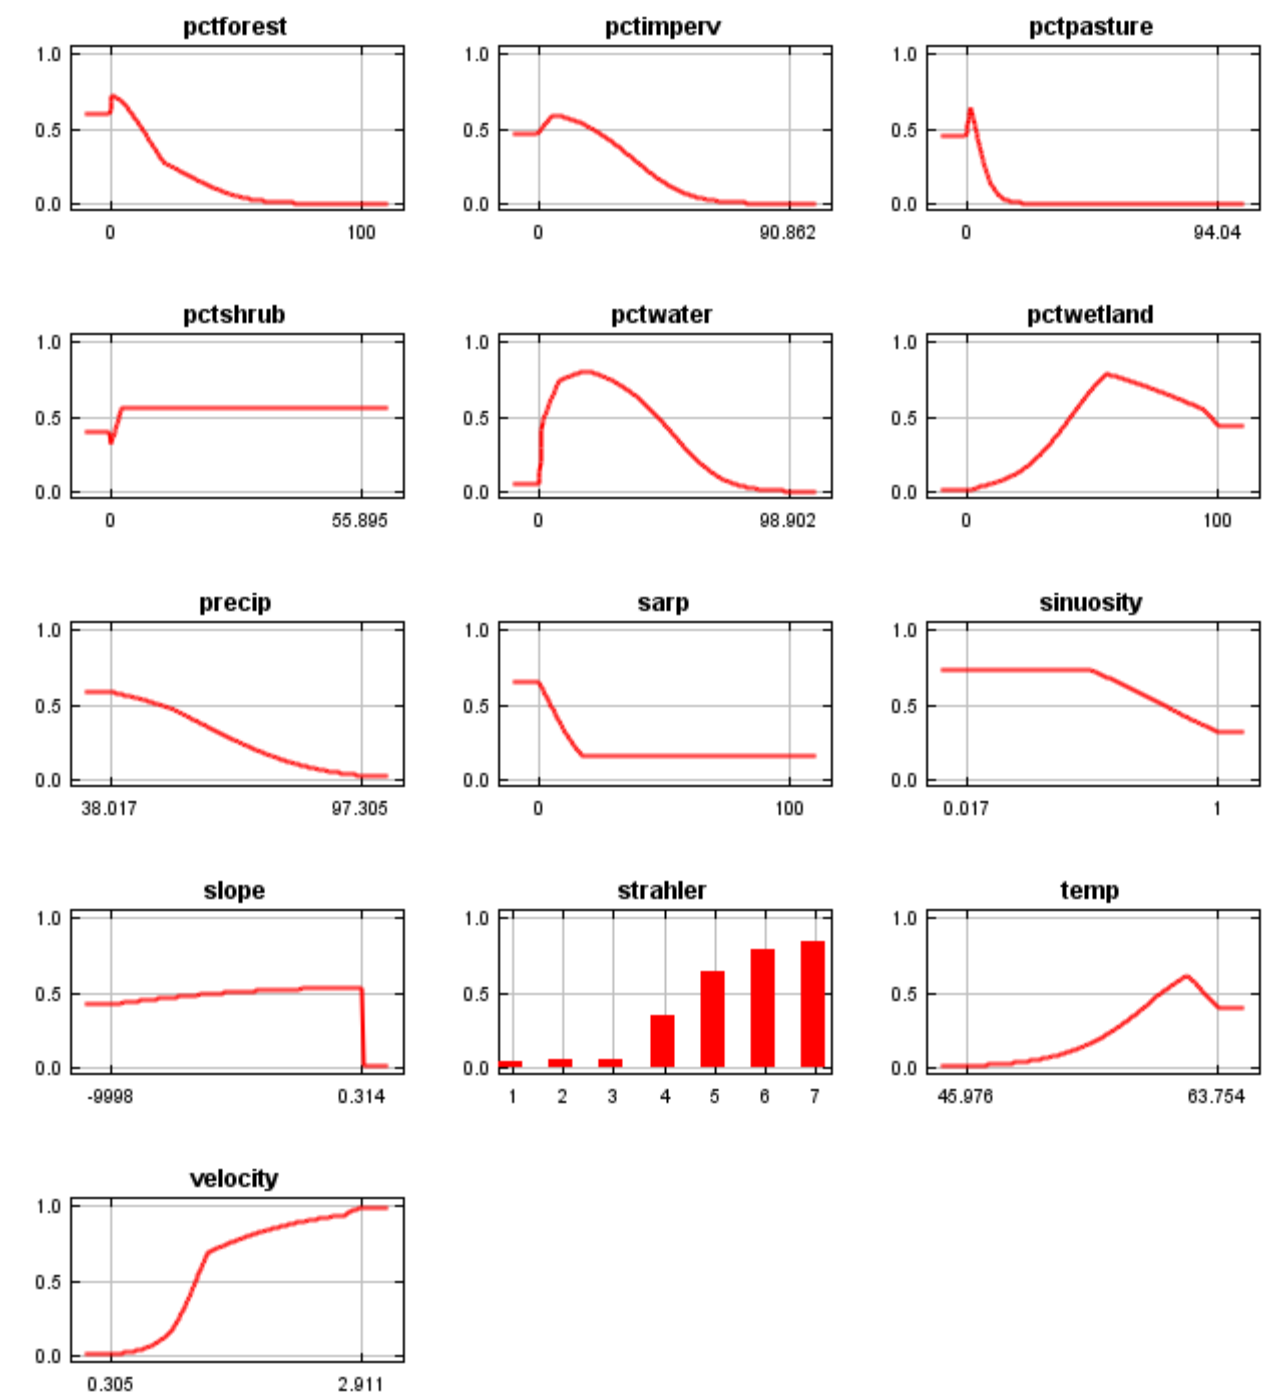 pctforest pctimperv pctpasture
1.0 1.0 1.0
0.5 0.5 0.5
0.0 0.0 0.0
0 100 0 90.862 0 94.04
pctshrub pctwater pctwetland
1.0 1.0 1.0
0.5 0.5 0.5
0.0 0.0 0.0
0 55.895 0 98.902 0 100
precip sarp sinuosity
1.0 1.0 1.0
0.5 0.5 0.5
0.0 0.0 0.0
38.017 97.305 0 100 0.017 1
slope strahler temp
1.0 1.0 1.0
0.5 0.5 0.5
0.0 0.0 0.0
-9998 0.314 1 2 3 4 5 6 7 45.976 63.754
velocity
1.0
0.5
0.0
0.305 2.911